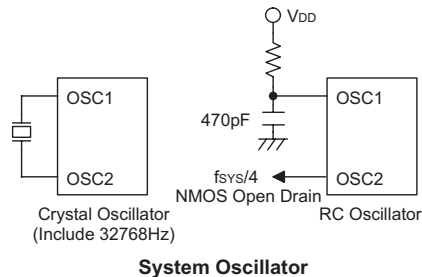 VDD
OSC1
OSC2
Crystal Oscillator
(Include 32768Hz)
470pF
OSC1
fSYS/4
NMOS Open Drain
OSC2
RC Oscillator
System Oscillator